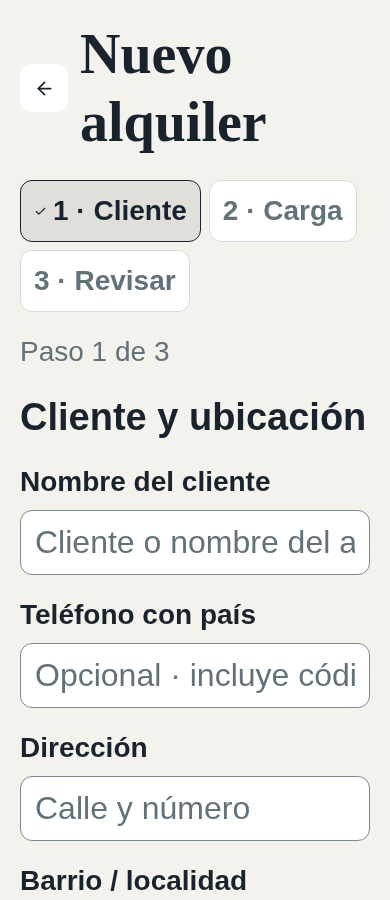 Nuevo
alquiler
1 · Cliente
2 · Carga
3 · Revisar
Paso 1 de 3
Cliente y ubicación
Nombre del cliente
Cliente o nombre del a
Teléfono con país
Opcional · incluye códi
Dirección
Calle y número
Barrio / localidad